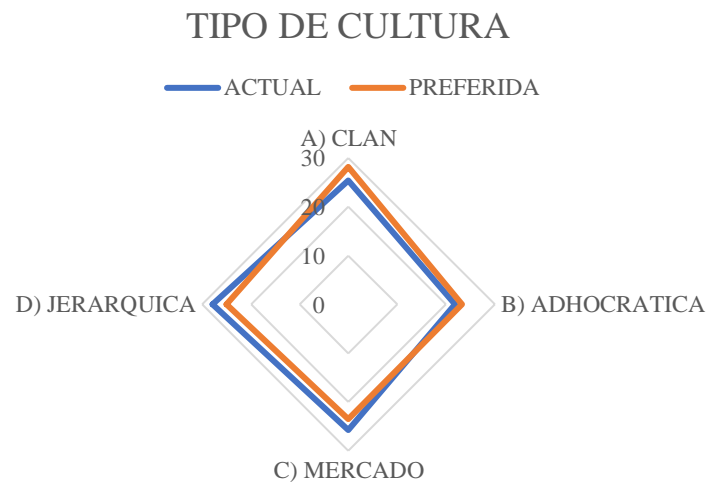 TIPO DE CULTURA
ACTUAL PREFERIDA
A) CLAN
30
20
10
D) JERARQUICA 0 B) ADHOCRATICA
C) MERCADO